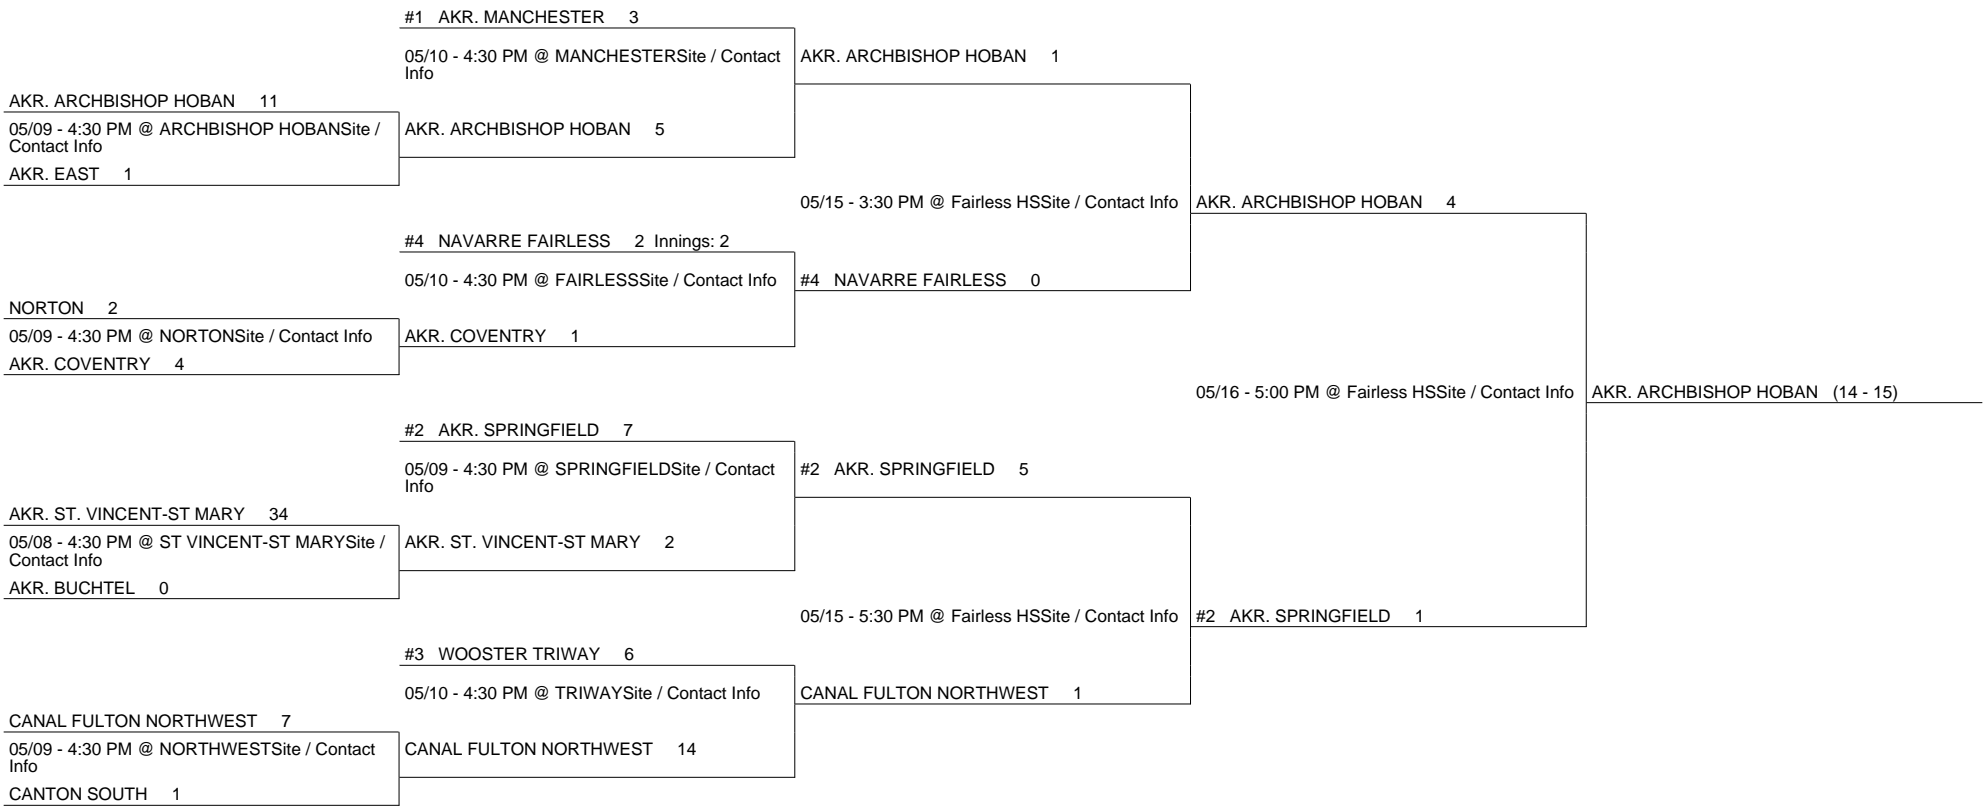 #1 AKR. MANCHESTER 3
05/10 - 4:30 PM @ MANCHESTERSite / Contact
Info
AKR. ARCHBISHOP HOBAN 1
AKR. ARCHBISHOP HOBAN 11
05/09 - 4:30 PM @ ARCHBISHOP HOBANSite /
Contact Info
AKR. ARCHBISHOP HOBAN 5
AKR. EAST 1
05/15 - 3:30 PM @ Fairless HSSite / Contact Info
AKR. ARCHBISHOP HOBAN 4
#4 NAVARRE FAIRLESS 2 Innings: 2
05/10 - 4:30 PM @ FAIRLESSSite / Contact Info
#4 NAVARRE FAIRLESS 0
NORTON 2
05/09 - 4:30 PM @ NORTONSite / Contact Info
AKR. COVENTRY 1
AKR. COVENTRY 4
05/16 - 5:00 PM @ Fairless HSSite / Contact Info
AKR. ARCHBISHOP HOBAN (14 - 15)
#2 AKR. SPRINGFIELD 7
05/09 - 4:30 PM @ SPRINGFIELDSite / Contact
Info
#2 AKR. SPRINGFIELD 5
AKR. ST. VINCENT-ST MARY 34
05/08 - 4:30 PM @ ST VINCENT-ST MARYSite /
Contact Info
AKR. ST. VINCENT-ST MARY 2
AKR. BUCHTEL 0
05/15 - 5:30 PM @ Fairless HSSite / Contact Info
#2 AKR. SPRINGFIELD 1
#3 WOOSTER TRIWAY 6
05/10 - 4:30 PM @ TRIWAYSite / Contact Info
CANAL FULTON NORTHWEST 1
CANAL FULTON NORTHWEST 7
05/09 - 4:30 PM @ NORTHWESTSite / Contact
Info
CANAL FULTON NORTHWEST 14
CANTON SOUTH 1